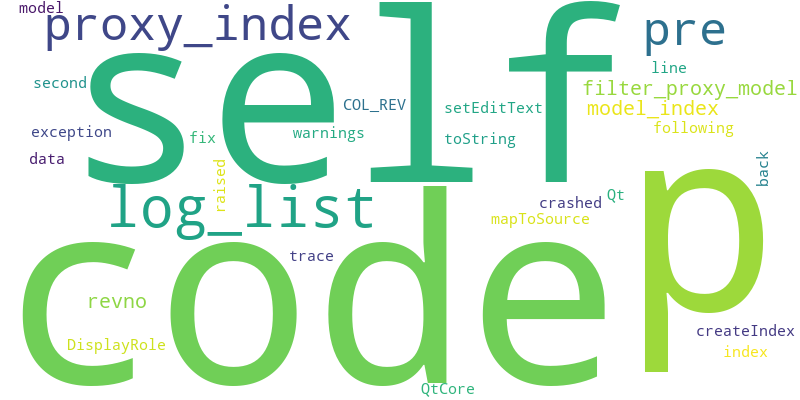 model
proxy_index
self
pre
line
second
filter_proxy_model
COL_REV
setEditText
model_index
exception
fix
warnings
toString
following
data
raised
back
log_list
crashed
Qt
p
mapToSource
code
trace
revno
createIndex
DisplayRole
index
QtCore